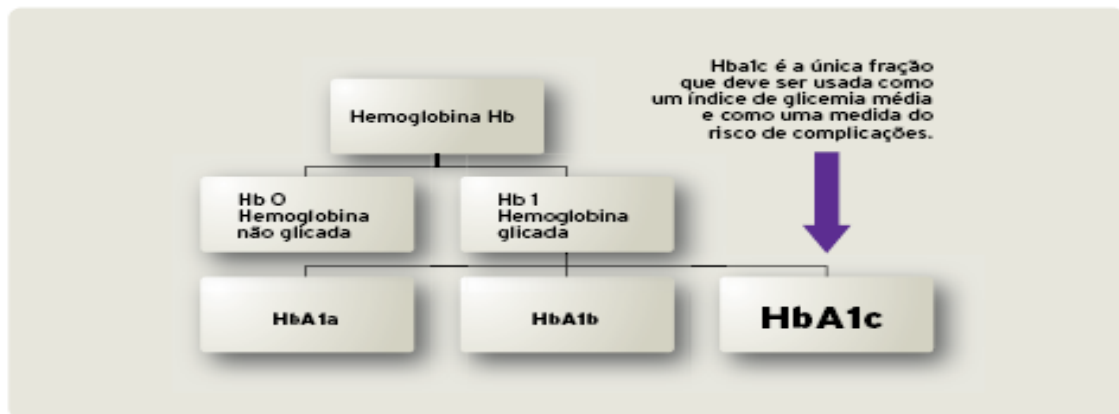 Hba1c é a única fração
que deve ser usada como
um índice de glicemia média
e como uma medida do
risco de complicações.
Hemoglobina Hb
Hb O
Hemoglobina
não glicada
Hb 1
Hemoglobina
glicada
HbA1a
HbA1b
HbA1c